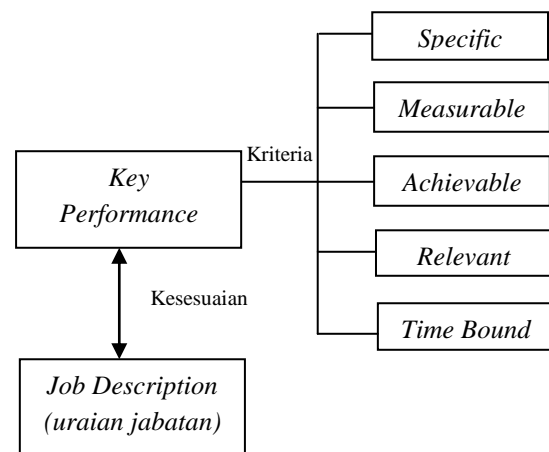 Specific
Measurable
Kriteria
Key
Performance
Achievable
Relevant
Kesesuaian
Time Bound
Job Description
(uraian jabatan)